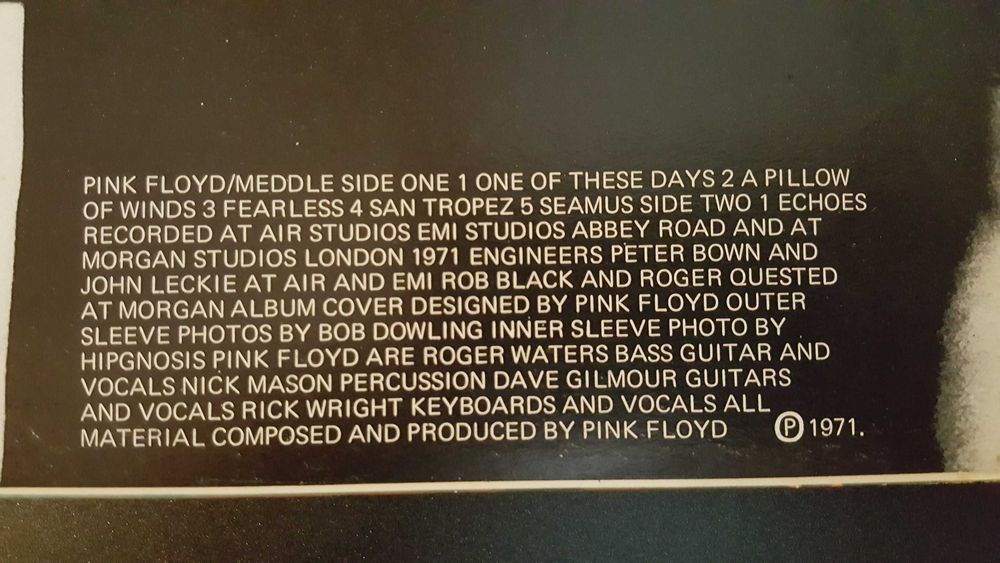 PINK FLOYD/MEDDLE SIDE ONE 1 ONE OF THESE DAYS 2 A PILLOW
OF WINDS 3 FEARLESS 4 SAN TROPEZ 5 SEAMUS SIDE TWO 1 ECHOES
RECORDED AT AIR STUDIOS EMI STUDIOS ABBEY ROAD AND AT
MORGAN STUDIOS LONDON 1971 ENGINEERS PETER BOWN AND
JOHN LECKIE AT AIR AND EMI ROB BLACK AND ROGER QUESTED
AT MORGAN ALBUM COVER DESIGNED BY PINK FLOYD OUTER
SLEEVE PHOTOS BY BOB DOWLING INNER SLEEVE PHOTO BY
HIPGNOSIS PINK FLOYD ARE ROGER WATERS BASS GUITAR AND
VOCALS NICK MASON PERCUSSION DAVE GILMOUR GUITARS
AND VOCALS RICK WRIGHT KEYBOARDS AND VOCALS ALL
MATERIAL COMPOSED AND PRODUCED BY PINK FLOYD ℗ 1971.